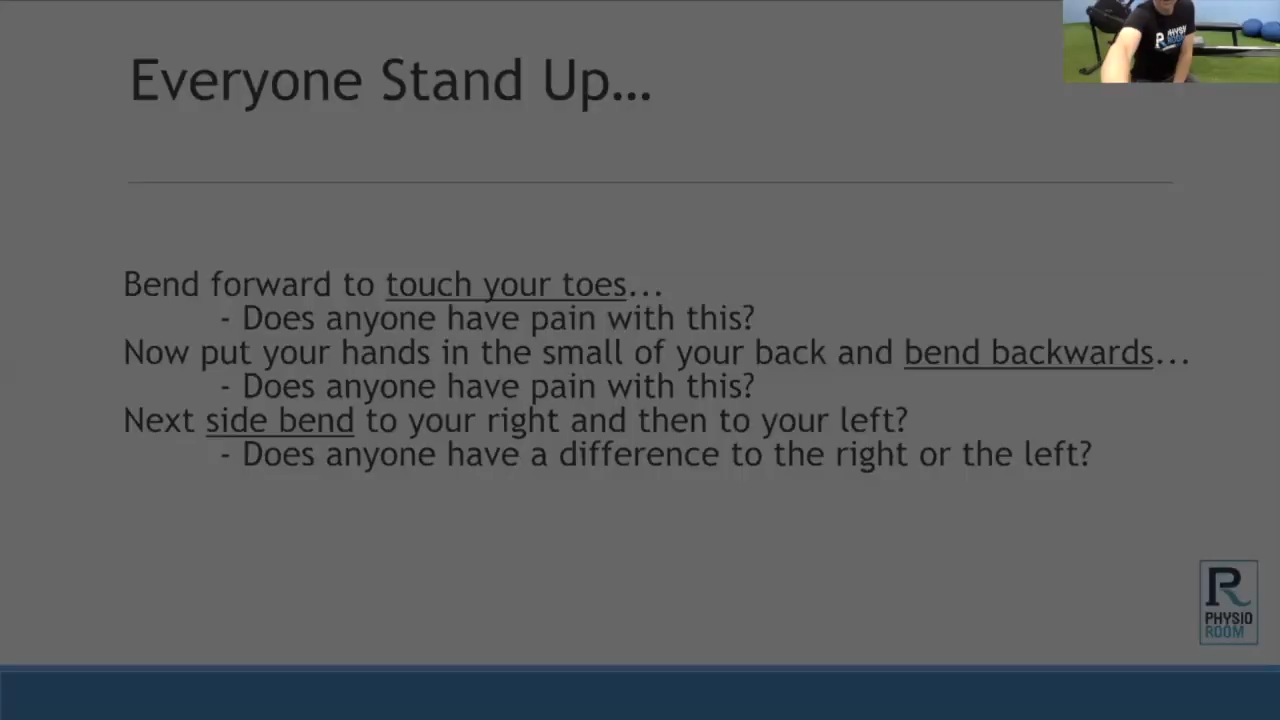 Everyone Stand Up...
Bend forward to touch your toes...
- Does anyone have pain with this?
Now put your hands in the small of your back and bend backwards...
- Does anyone have pain with this?
Next side bend to your right and then to your left?
- Does anyone have a difference to the right or the left?
R
PHYSIO
ROOM
R PHYSIO
ROOM